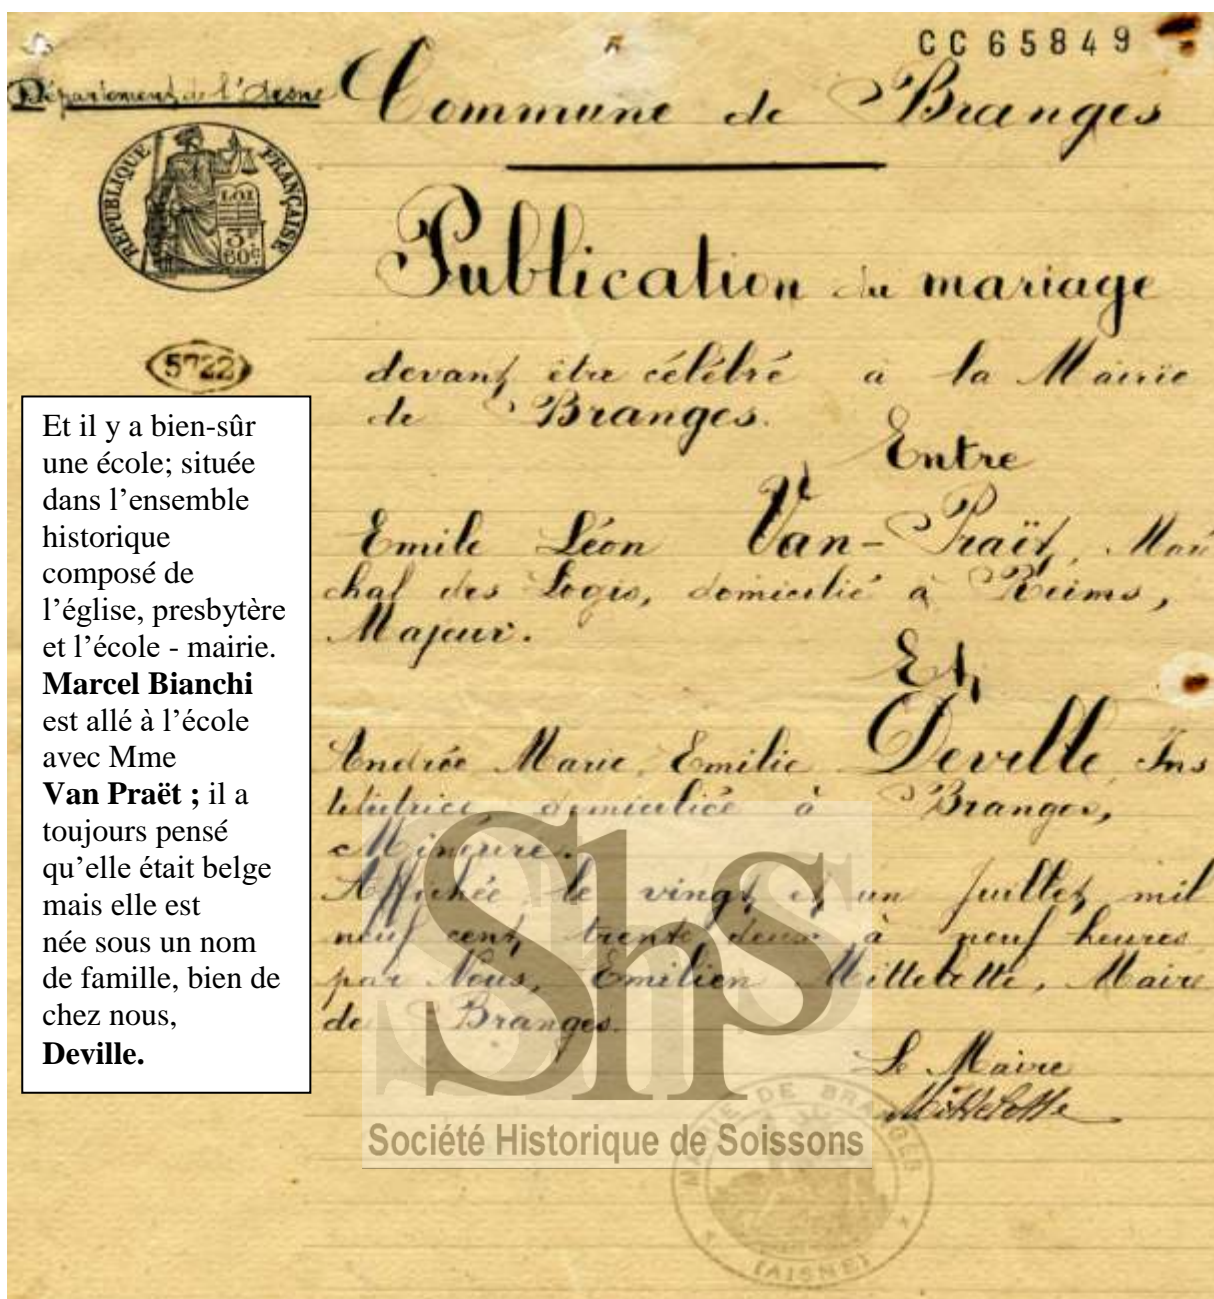 CC 65849
Département de l'Aisne
Commune de Branges
RÉPUBLIQUE FRANÇAISE
LOI
3F
60c
Publication du mariage
5722
devant être célébré à la Mairie
de Branges.
Entre
Emile Léon Van-Praët, Maré
chal des Logis, domicilié à Reims,
Majeur.
Et,
Andrée Marie, Emilie Deville, Ins
titutrice, domiciliée à Branges,
Mineure.
Affichée le vingt et un juillet mil
neuf cent trente deux à neuf heures
par Nous, Emilien Mittelette, Maire
de Branges.
Le Maire
Mittelette
MAIRIE DE BRANGES
(AISNE)
Et il y a bien-sûr
une école; située
dans l'ensemble
historique
composé de
l'église, presbytère
et l'école - mairie.
Marcel Bianchi
est allé à l'école
avec Mme
Van Praët ; il a
toujours pensé
qu'elle était belge
mais elle est
née sous un nom
de famille, bien de
chez nous,
Deville.
Shs
Société Historique de Soissons